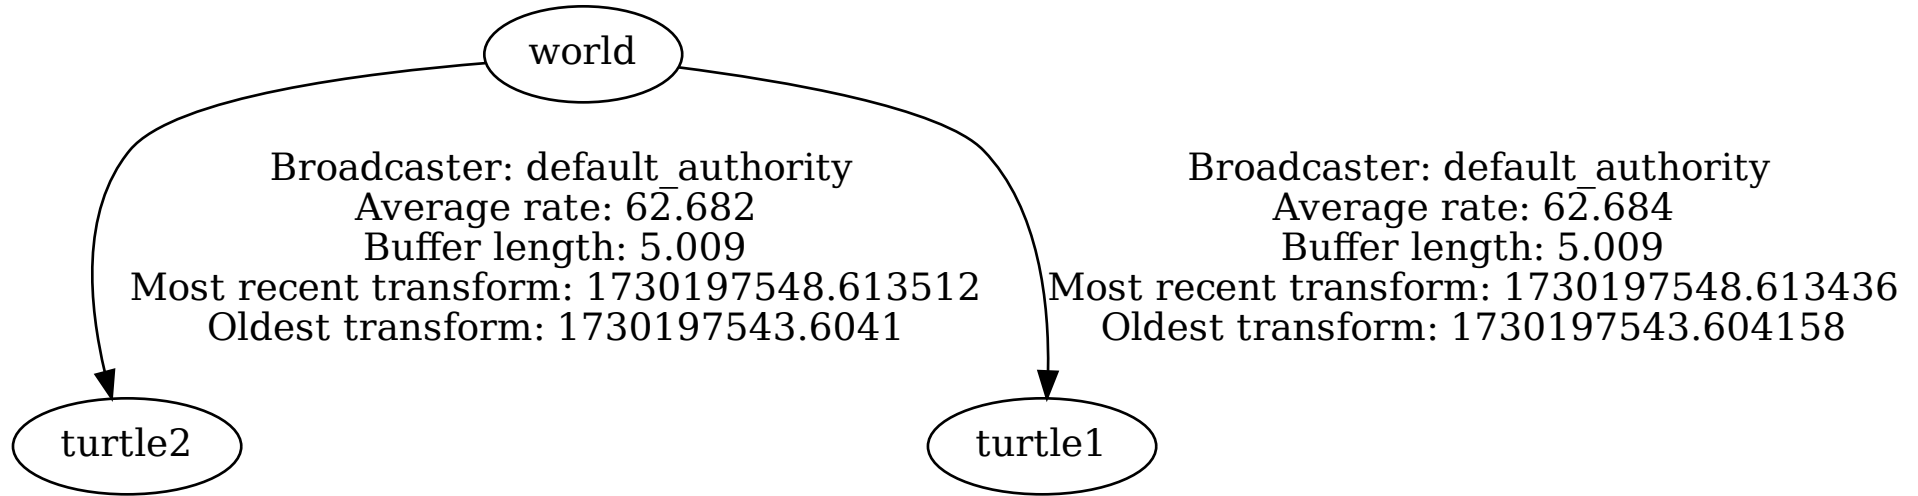 world
Broadcaster: default_authority
Average rate: 62.682
Buffer length: 5.009
Most recent transform: 1730197548.613512
Oldest transform: 1730197543.6041
Broadcaster: default_authority
Average rate: 62.684
Buffer length: 5.009
Most recent transform: 1730197548.613436
Oldest transform: 1730197543.604158
turtle2
turtle1